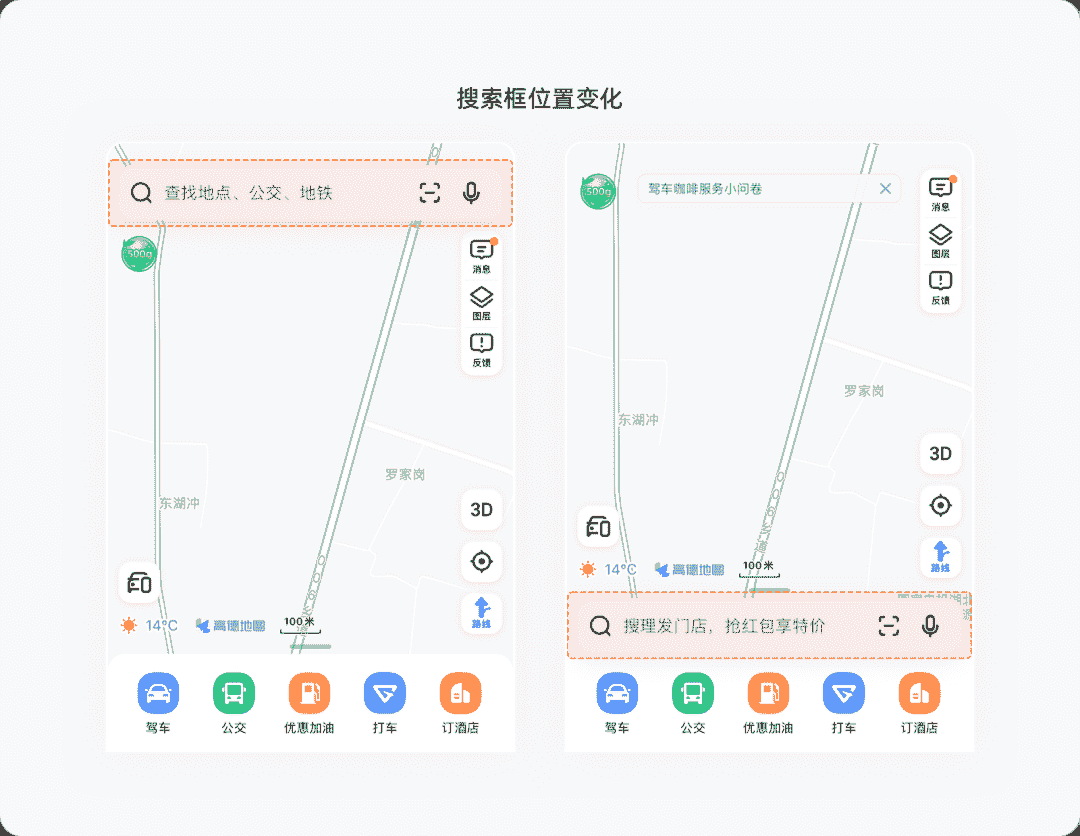 搜索框位置变化
查找地点、公交、地铁
500g
消息
图层
反馈
罗家岗
东湖冲
3D
14°C
高德地圖
100米
路线
驾车
公交
优惠加油
打车
订酒店
500g
驾车咖啡服务小问卷
消息
图层
反馈
罗家岗
东湖冲
3D
14°C
高德地圖
100米
路线
搜理发门店，抢红包享特价
驾车
公交
优惠加油
打车
订酒店